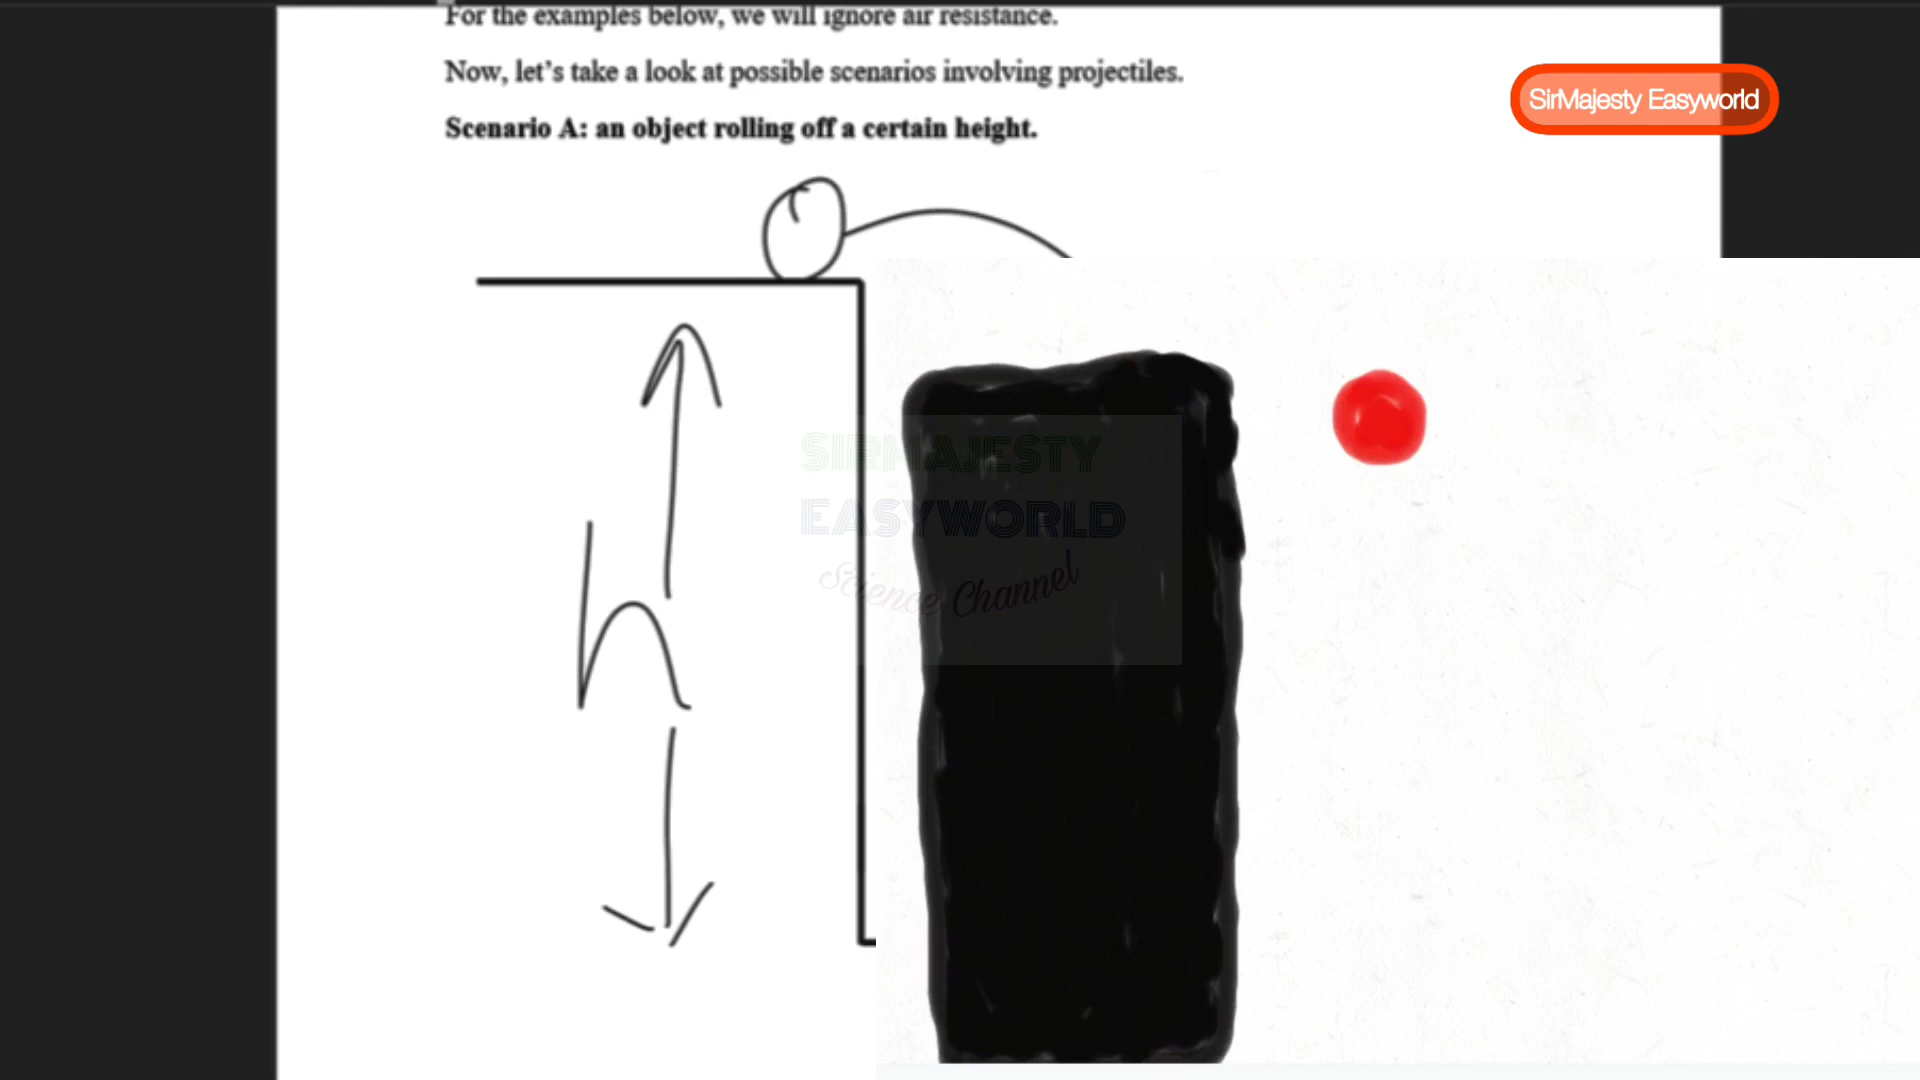 For the examples below, we will ignore air resistance.
Now, let's take a look at possible scenarios involving projectiles.
SirMajesty Easyworld
Scenario A: an object rolling off a certain height.
SIRMAJESTY
EASYWORLD
Science Channel
h